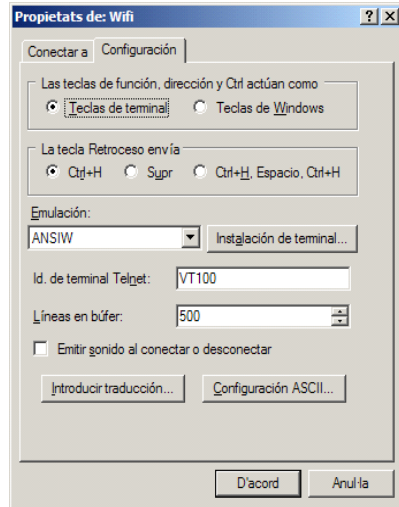 Propietats de: Wifi
Conectar a Configuración
Las teclas de función, dirección y Ctrl actúan como
Teclas de terminal Teclas de Windows
La tecla Retroceso envía
Ctrl+H Supr Ctrl+H, Espacio, Ctrl+H
Emulación:
ANSIW Instalación de terminal...
Id. de terminal Telnet: VT100
Líneas en búfer: 500
Emitir sonido al conectar o desconectar
Introducir traducción... Configuración ASCII...
D'acord Anul·la